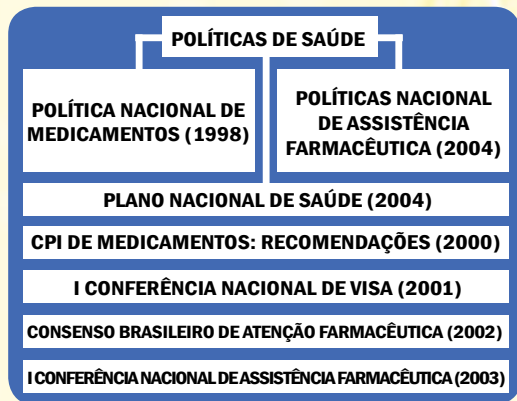 POLÍTICAS DE SAÚDE
POLÍTICA NACIONAL DE
MEDICAMENTOS (1998)
POLÍTICAS NACIONAL
DE ASSISTÊNCIA
FARMACÊUTICA (2004)
PLANO NACIONAL DE SAÚDE (2004)
CPI DE MEDICAMENTOS: RECOMENDAÇÕES (2000)
I CONFERÊNCIA NACIONAL DE VISA (2001)
CONSENSO BRASILEIRO DE ATENÇÃO FARMACÊUTICA (2002)
I CONFERÊNCIA NACIONAL DE ASSISTÊNCIA FARMACÊUTICA (2003)